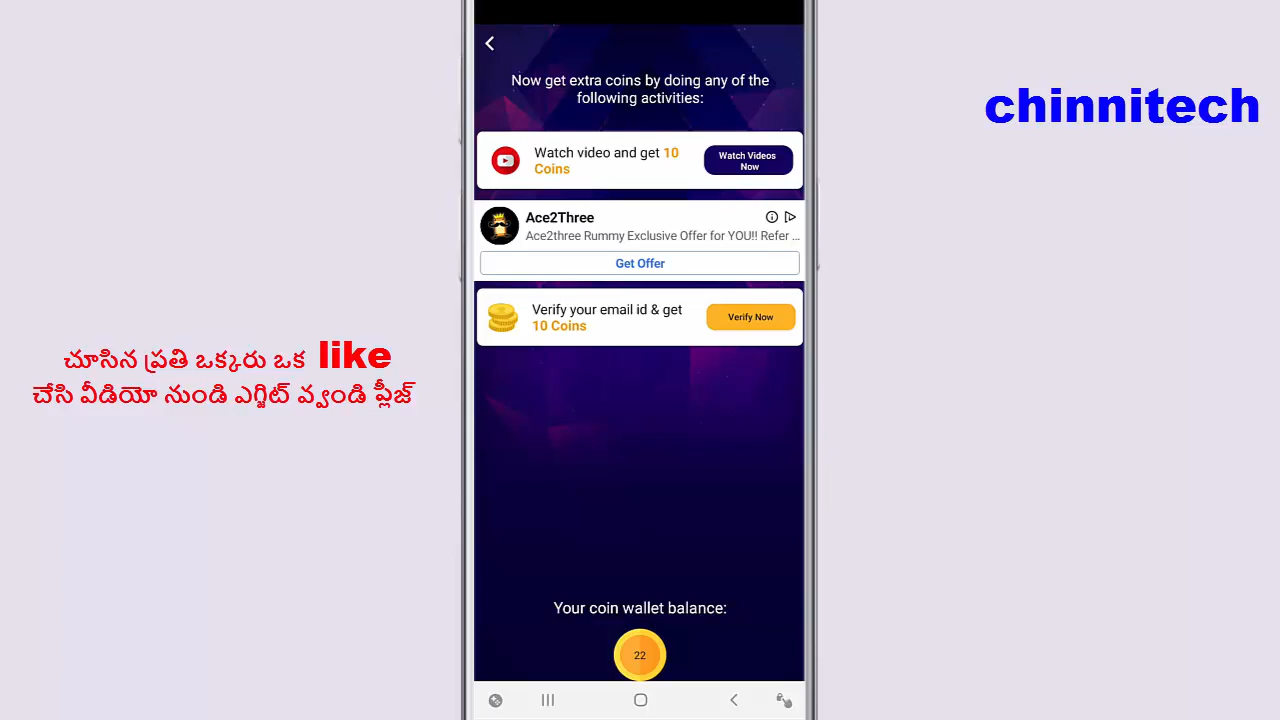 chinnitech
Now get extra coins by doing any of the
following activities:
Watch video and get 10
Coins
Watch Videos
Now
Ace2Three
Ace2three Rummy Exclusive Offer for YOU!! Refer ...
Get Offer
Verify your email id & get
10 Coins
Verify Now
చూసిన ప్రతి ఒక్కరు ఒక like
చేసి వీడియో నుండి ఎగ్జిట్ వ్వండి ప్లీజ్
Your coin wallet balance:
22